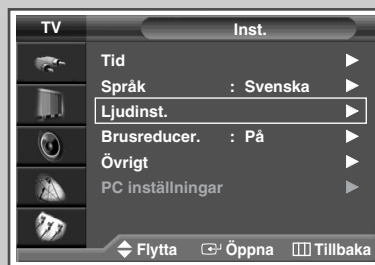 TV
Inst.
Tid
Språk : Svenska
Ljudinst.
Brusreducer. : På
Övrigt
PC inställningar
Flytta Öppna Tillbaka